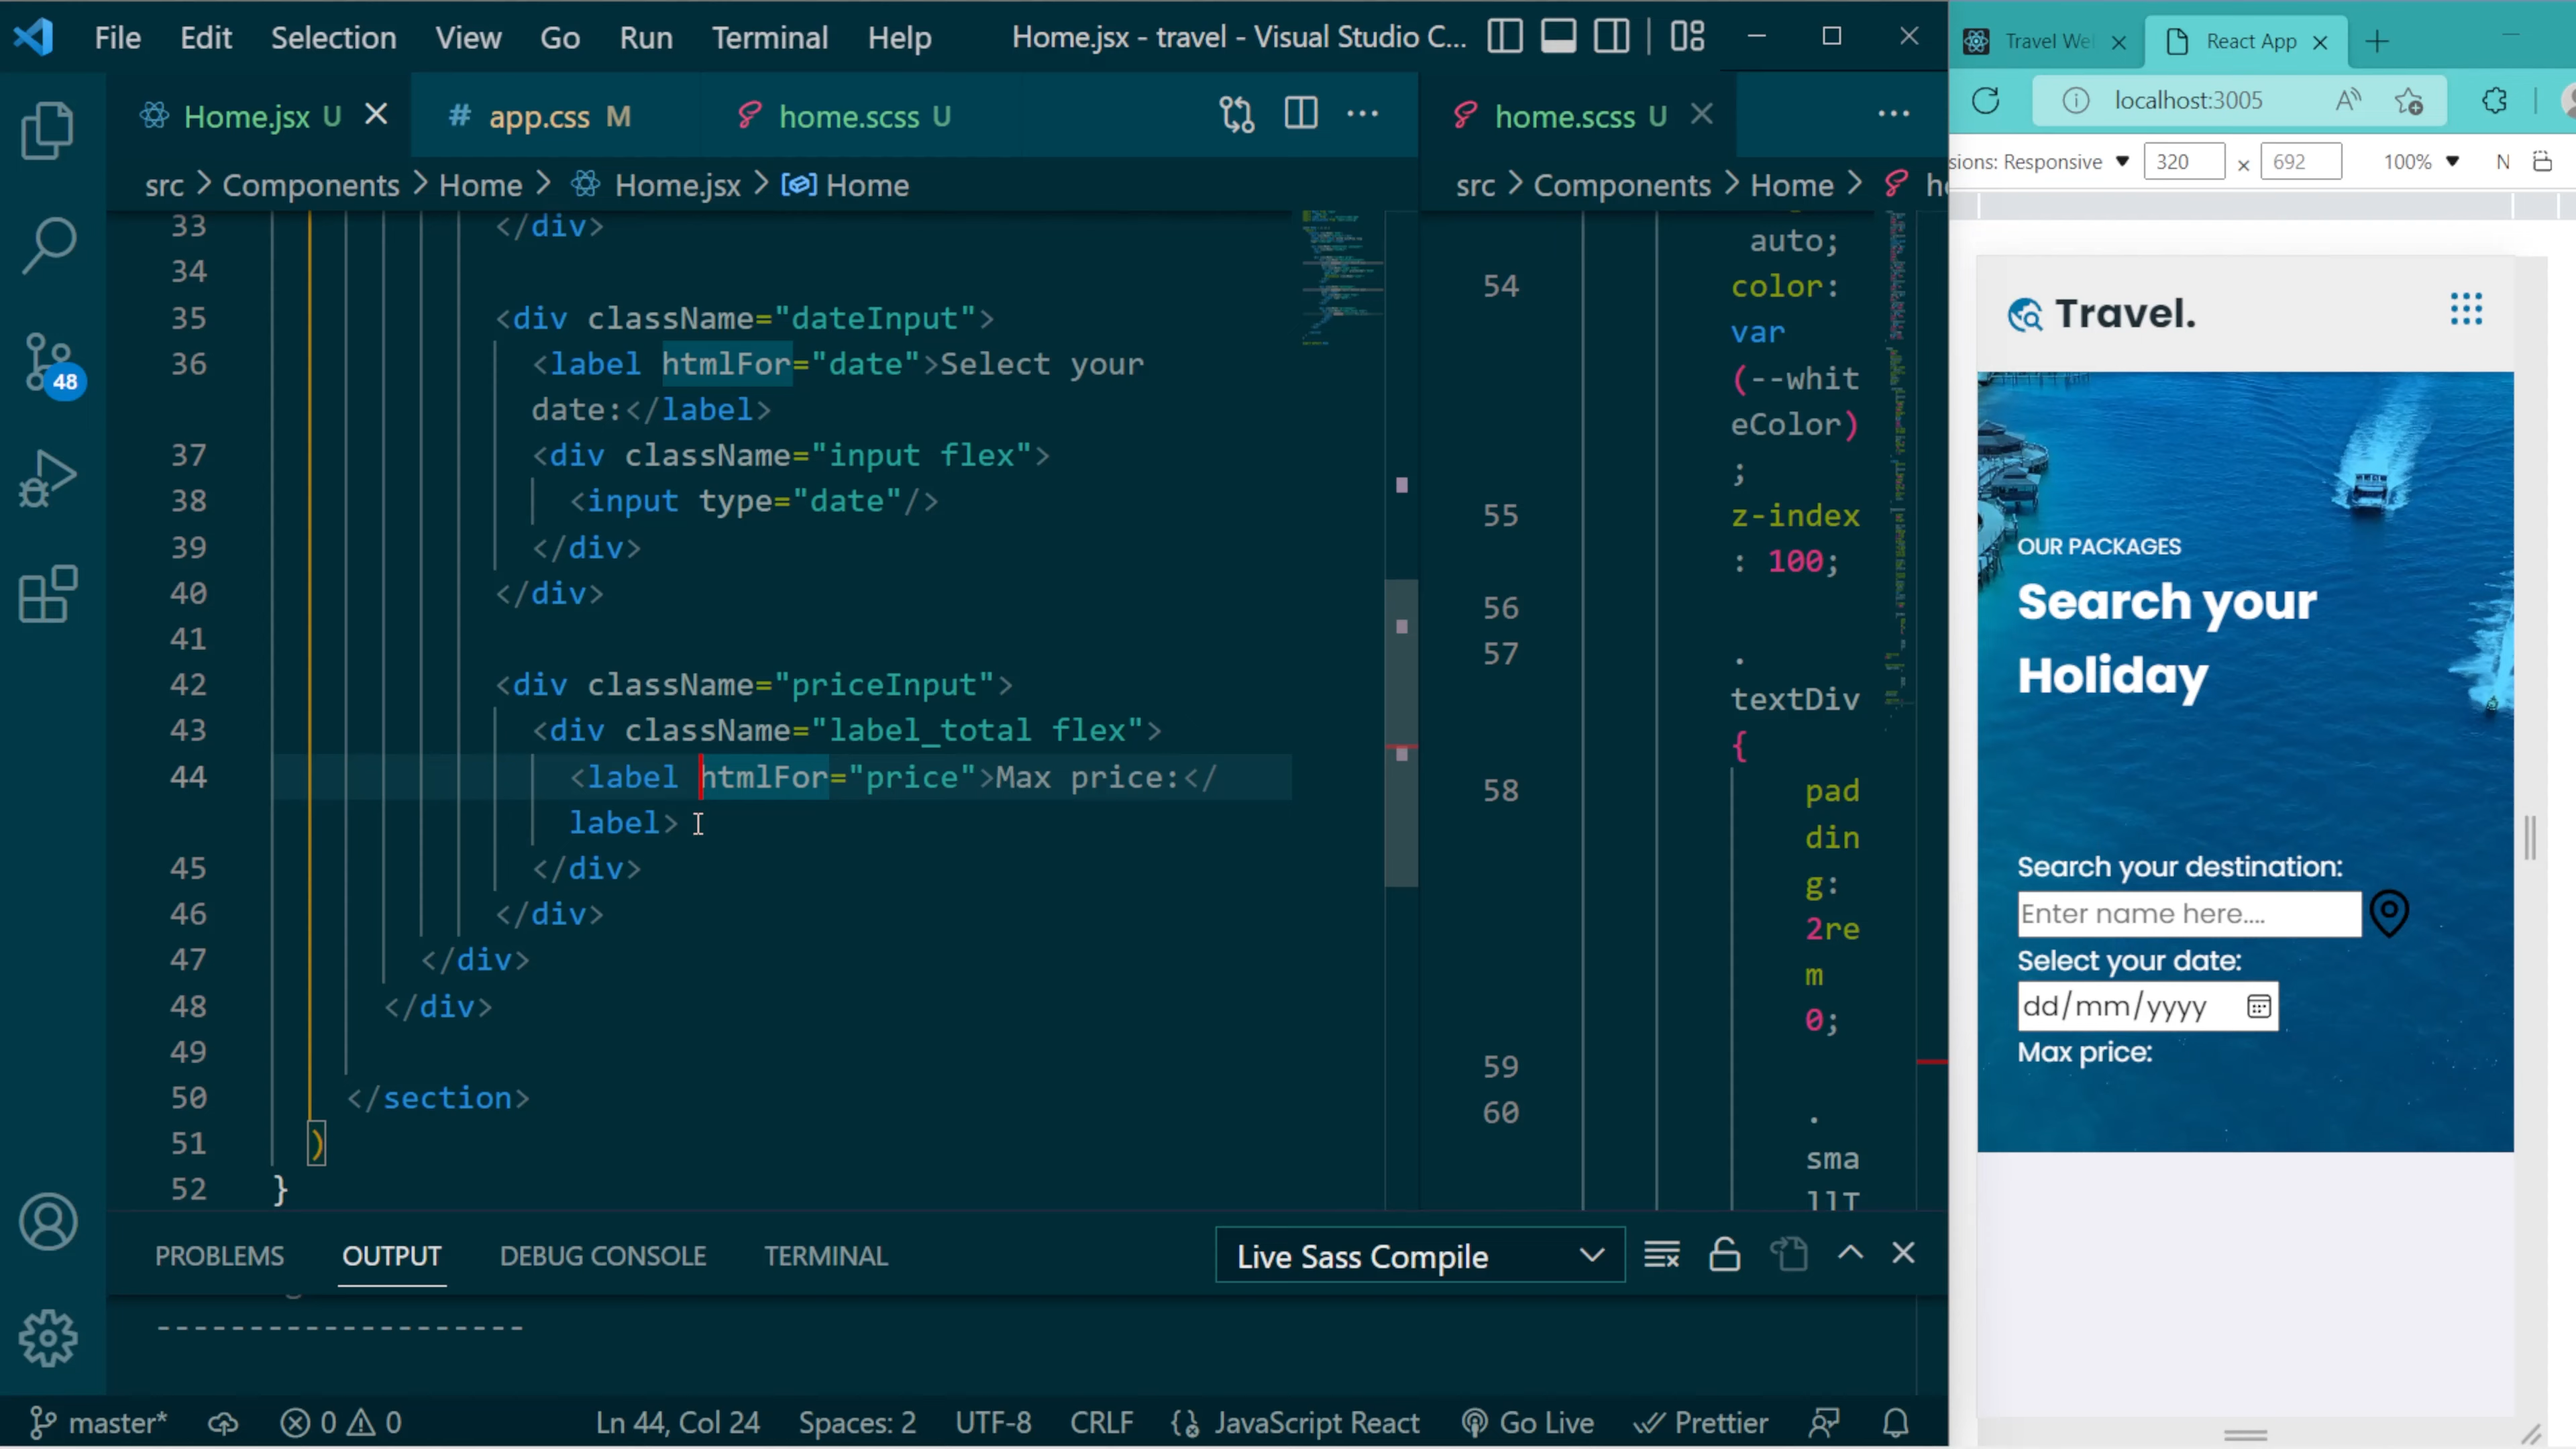 File Edit Selection View Go Run Terminal Help Home.jsx - travel - Visual Studio C...
Home.jsx U app.css M home.scss U
src > Components > Home > Home.jsx > Home
33 </div>
34
35 <div className="dateInput">
36 <label htmlFor="date">Select your
date:</label>
37 <div className="input flex">
38 <input type="date"/>
39 </div>
40 </div>
41
42 <div className="priceInput">
43 <div className="label_total flex">
44 <label htmlFor="price">Max price:</
label>
45 </div>
46 </div>
47 </div>
48 </div>
49
50 </section>
51 )
52 }
home.scss U
src > Components > Home >
auto;
54 color:
var
(--whit
eColor)
;
55 z-index
: 100;
56
57 .
textDiv
{
58 pad
din
g:
2re
m
0;
59
60 .
sma
llT
PROBLEMS OUTPUT DEBUG CONSOLE TERMINAL Live Sass Compile
--------------------
48
master* 0 0 Ln 44, Col 24 Spaces: 2 UTF-8 CRLF JavaScript React Go Live Prettier
React App
localhost:3005
Responsive 320 × 692 100% N
Travel.
OUR PACKAGES
Search your
Holiday
Search your destination:
Enter name here....
Select your date:
dd/mm/yyyy
Max price: